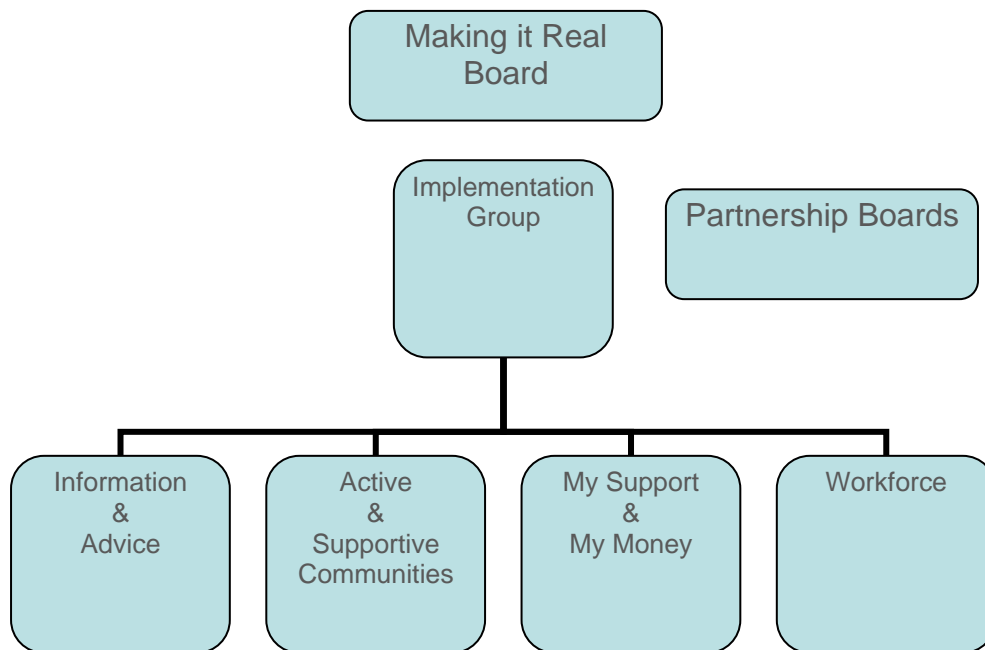 Making it Real
Board
Implementation
Group
Partnership Boards
Information
&
Advice
Active
&
Supportive
Communities
My Support
&
My Money
Workforce